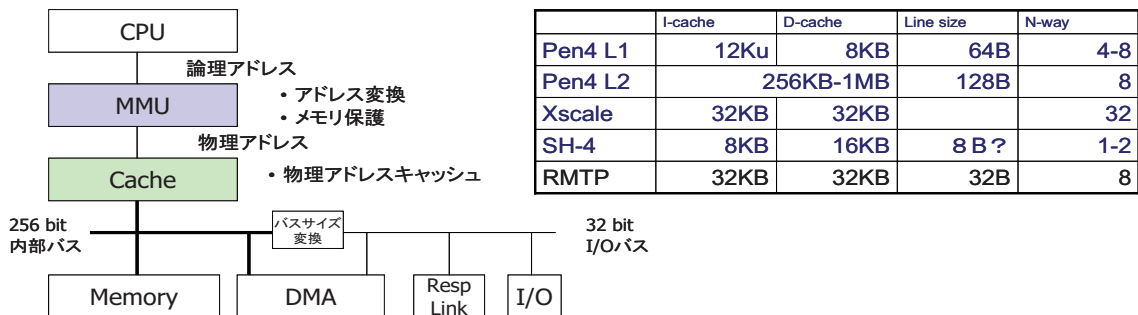 CPU
論理アドレス
MMU
・アドレス変換
・メモリ保護
物理アドレス
Cache
・物理アドレスキャッシュ
256 bit
内部バス
バスサイズ
変換
32 bit
I/Oバス
Memory
DMA
Resp
Link
I/O
I-cache D-cache Line size N-way
Pen4 L1 12Ku 8KB 64B 4-8
Pen4 L2 256KB-1MB 128B 8
Xscale 32KB 32KB 32
SH-4 8KB 16KB 8B? 1-2
RMTP 32KB 32KB 32B 8